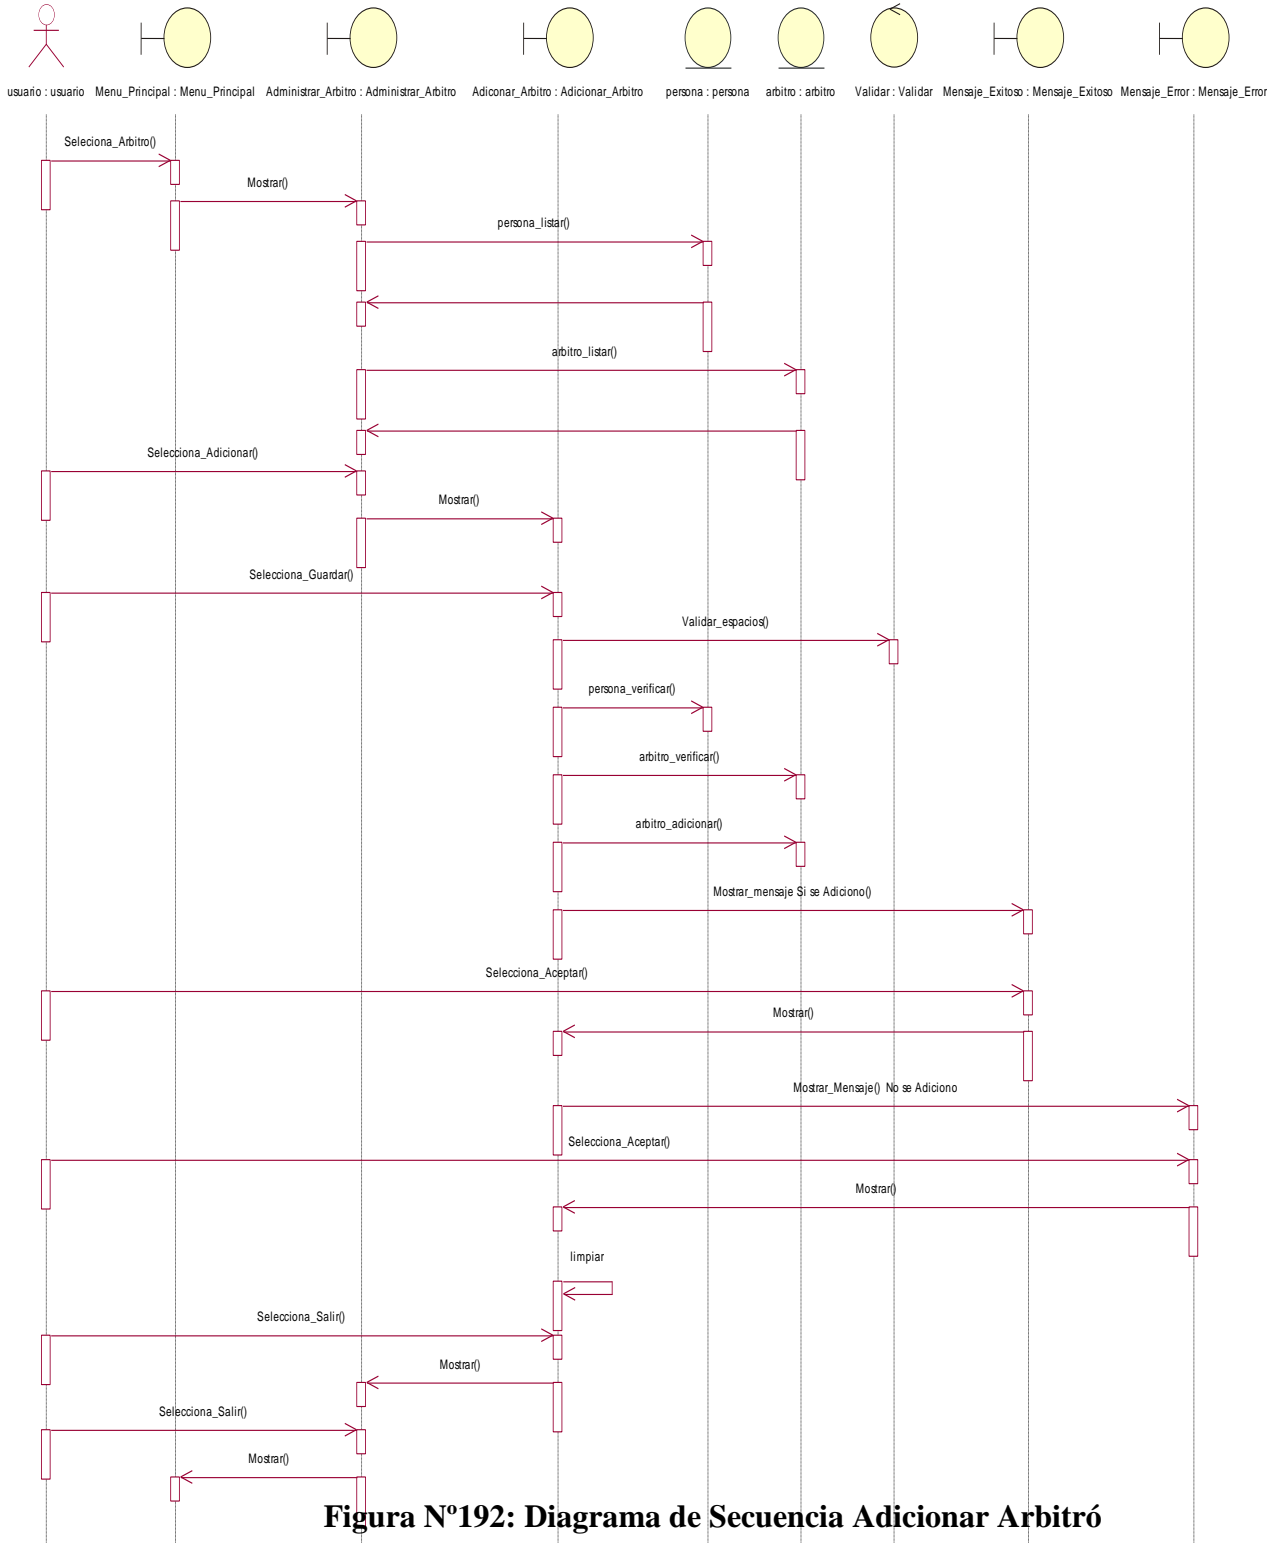 usuario : usuario
Menu_Principal : Menu_Principal
Administrar_Arbitro : Administrar_Arbitro
Adiconar_Arbitro : Adicionar_Arbitro
persona : persona
arbitro : arbitro
Validar : Validar
Mensaje_Exitoso : Mensaje_Exitoso
Mensaje_Error : Mensaje_Error
Seleciona_Arbitro()
Mostrar()
persona_listar()
arbitro_listar()
Selecciona_Adicionar()
Mostrar()
Selecciona_Guardar()
Validar_espacios()
persona_verificar()
arbitro_verificar()
arbitro_adicionar()
Mostrar_mensaje Si se Adiciono()
Selecciona_Aceptar()
Mostrar()
Mostrar_Mensaje() No se Adiciono
Selecciona_Aceptar()
Mostrar()
limpiar
Selecciona_Salir()
Mostrar()
Selecciona_Salir()
Mostrar()
Figura Nº192: Diagrama de Secuencia Adicionar Arbitró